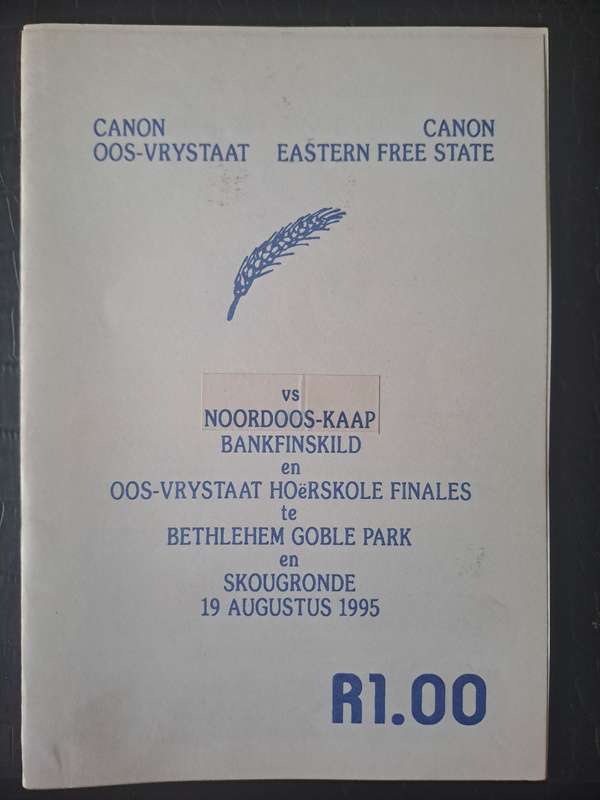 CANON CANON
OOS-VRYSTAAT EASTERN FREE STATE
vs
NOORDOOS-KAAP
BANKFINSKILD
en
OOS-VRYSTAAT HOëRSKOLE FINALES
te
BETHLEHEM GOBLE PARK
en
SKOUGRONDE
19 AUGUSTUS 1995
R1.00